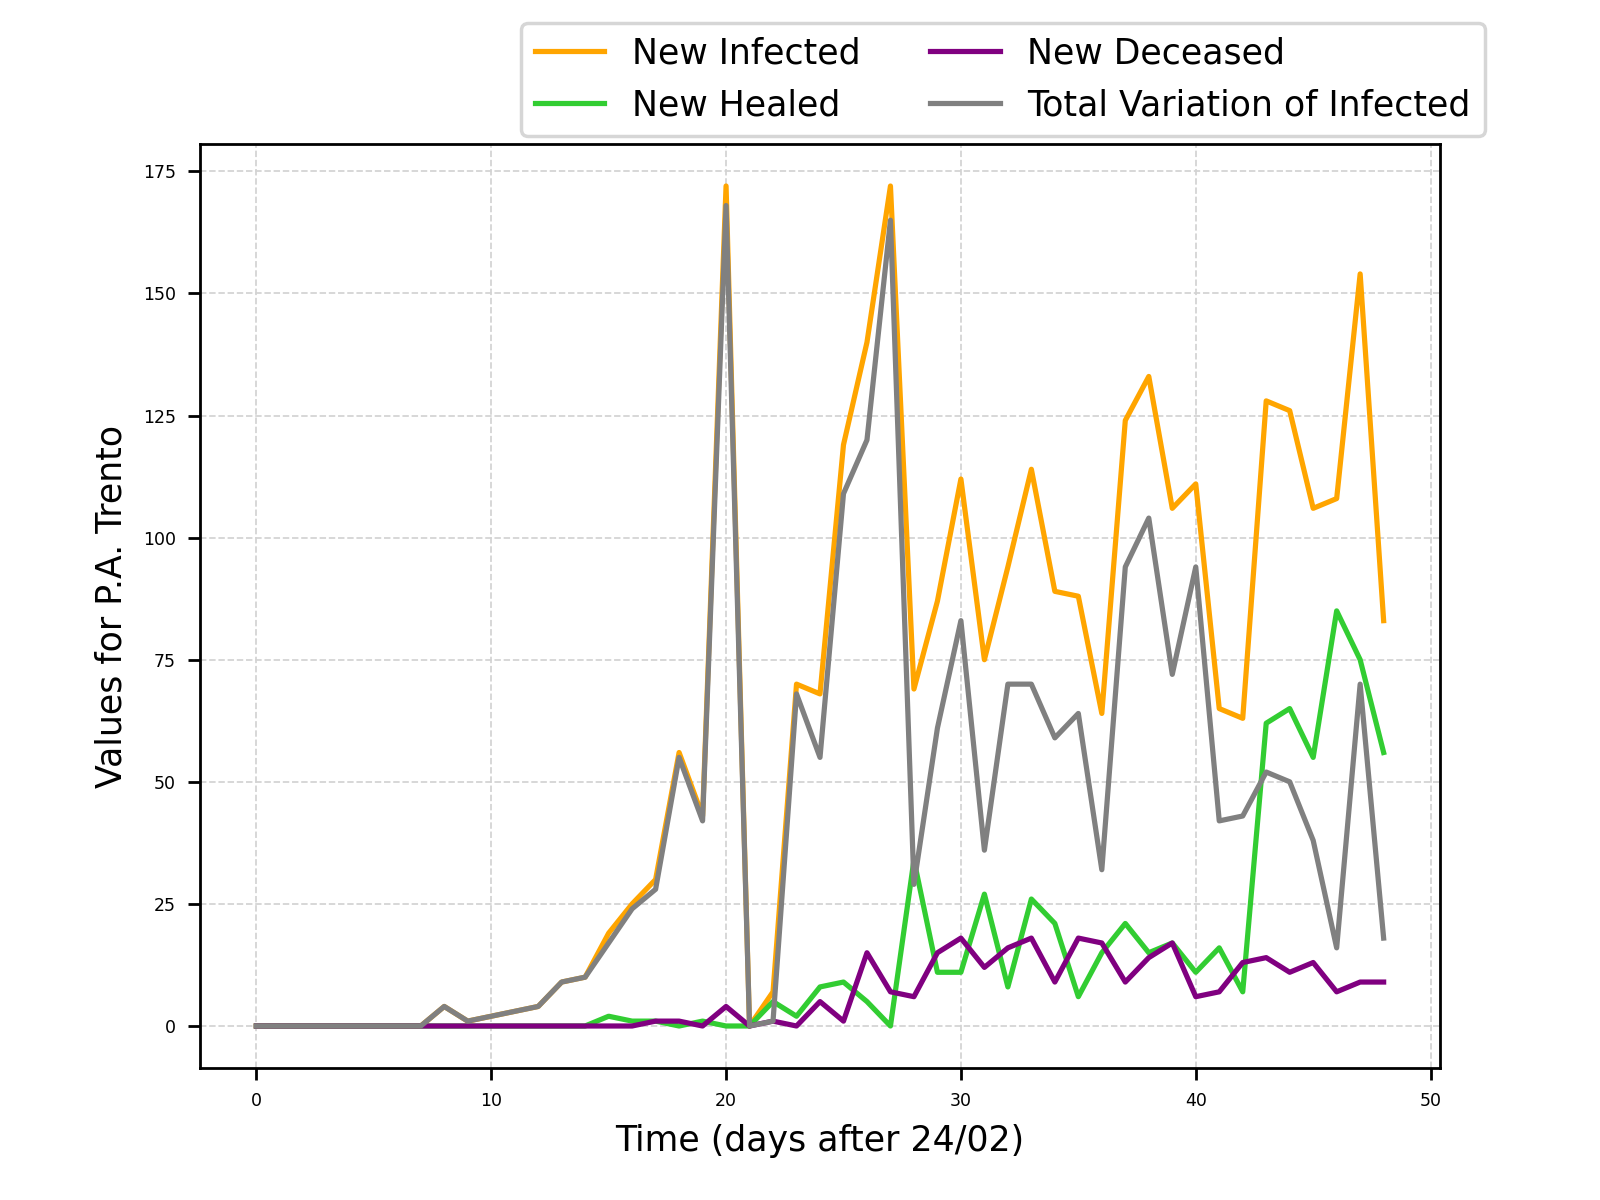 New Infected
New Healed
New Deceased
Total Variation of Infected
175
150
125
100
75
50
25
0
Values for P.A. Trento
0 10 20 30 40 50
Time (days after 24/02)